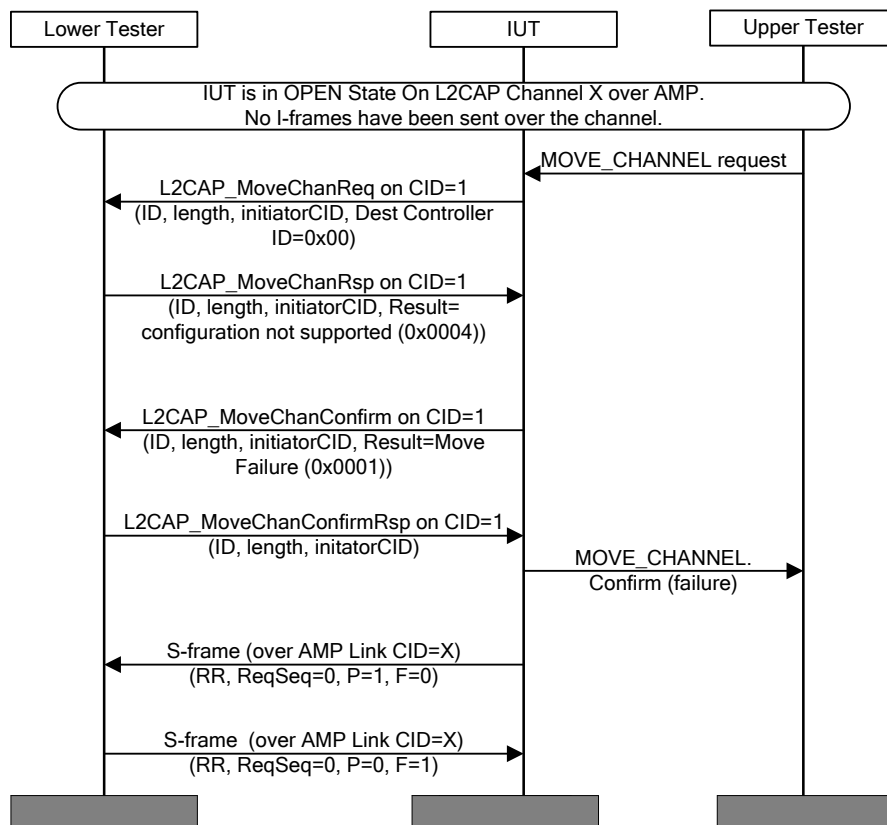 Lower Tester
IUT
Upper Tester
IUT is in OPEN State On L2CAP Channel X over AMP.
No I-frames have been sent over the channel.
MOVE_CHANNEL request
L2CAP_MoveChanReq on CID=1
(ID, length, initiatorCID, Dest Controller
ID=0x00)
L2CAP_MoveChanRsp on CID=1
(ID, length, initiatorCID, Result=
configuration not supported (0x0004))
L2CAP_MoveChanConfirm on CID=1
(ID, length, initiatorCID, Result=Move
Failure (0x0001))
L2CAP_MoveChanConfirmRsp on CID=1
(ID, length, initatorCID)
MOVE_CHANNEL.
Confirm (failure)
S-frame (over AMP Link CID=X)
(RR, ReqSeq=0, P=1, F=0)
S-frame (over AMP Link CID=X)
(RR, ReqSeq=0, P=0, F=1)